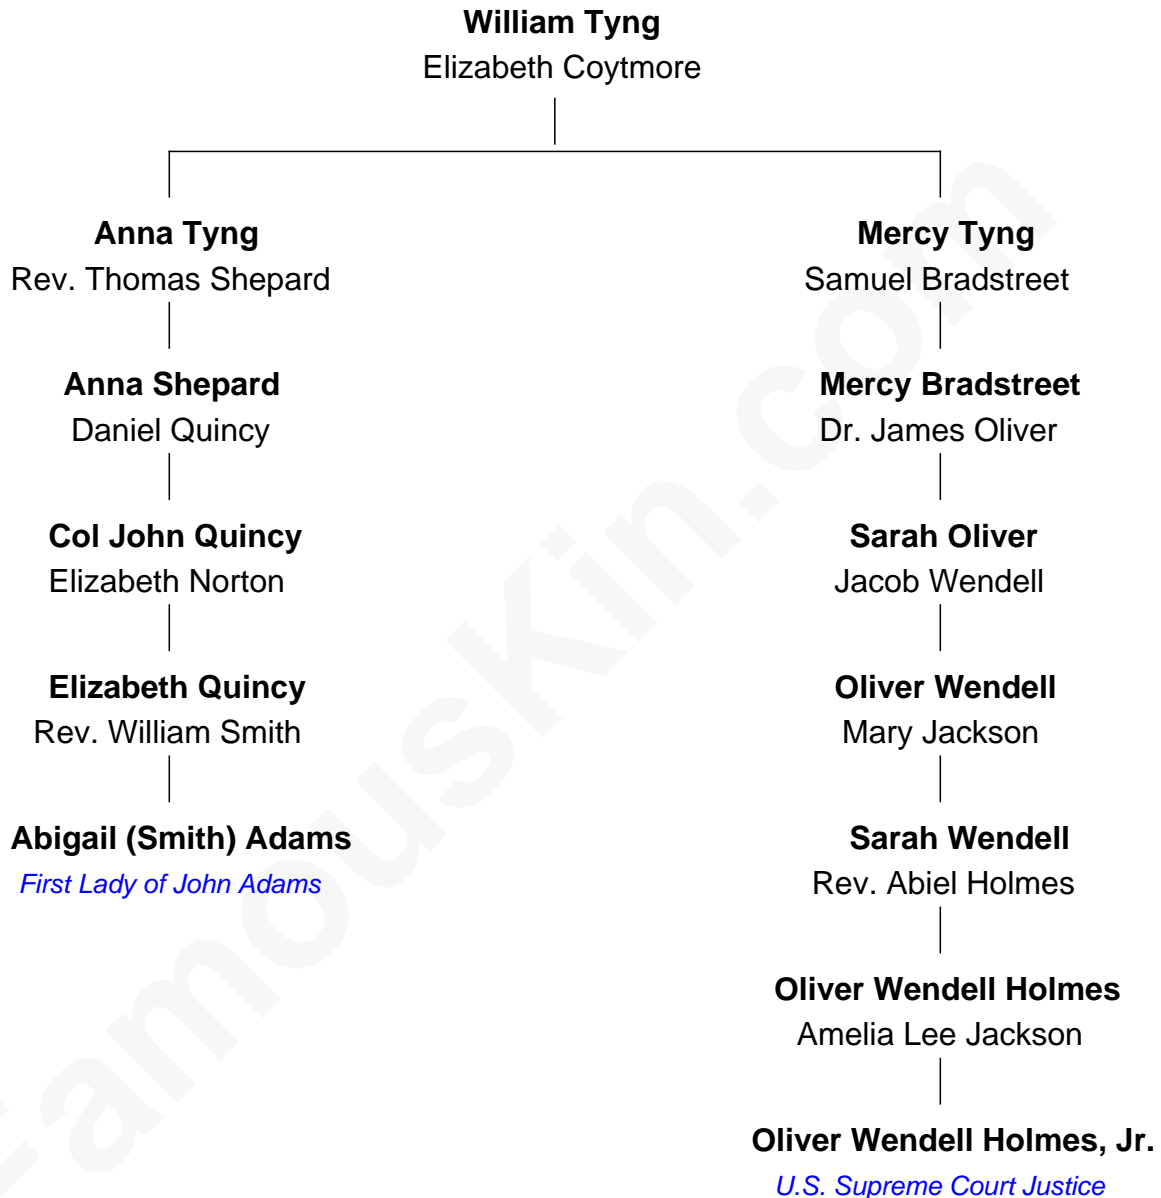 William Tyng
Elizabeth Coytmore
Anna Tyng
Rev. Thomas Shepard
Mercy Tyng
Samuel Bradstreet
Anna Shepard
Daniel Quincy
Mercy Bradstreet
Dr. James Oliver
Col John Quincy
Elizabeth Norton
Sarah Oliver
Jacob Wendell
Elizabeth Quincy
Rev. William Smith
Oliver Wendell
Mary Jackson
Abigail (Smith) Adams
First Lady of John Adams
Sarah Wendell
Rev. Abiel Holmes
Oliver Wendell Holmes
Amelia Lee Jackson
Oliver Wendell Holmes, Jr.
U.S. Supreme Court Justice
FamousKin.com